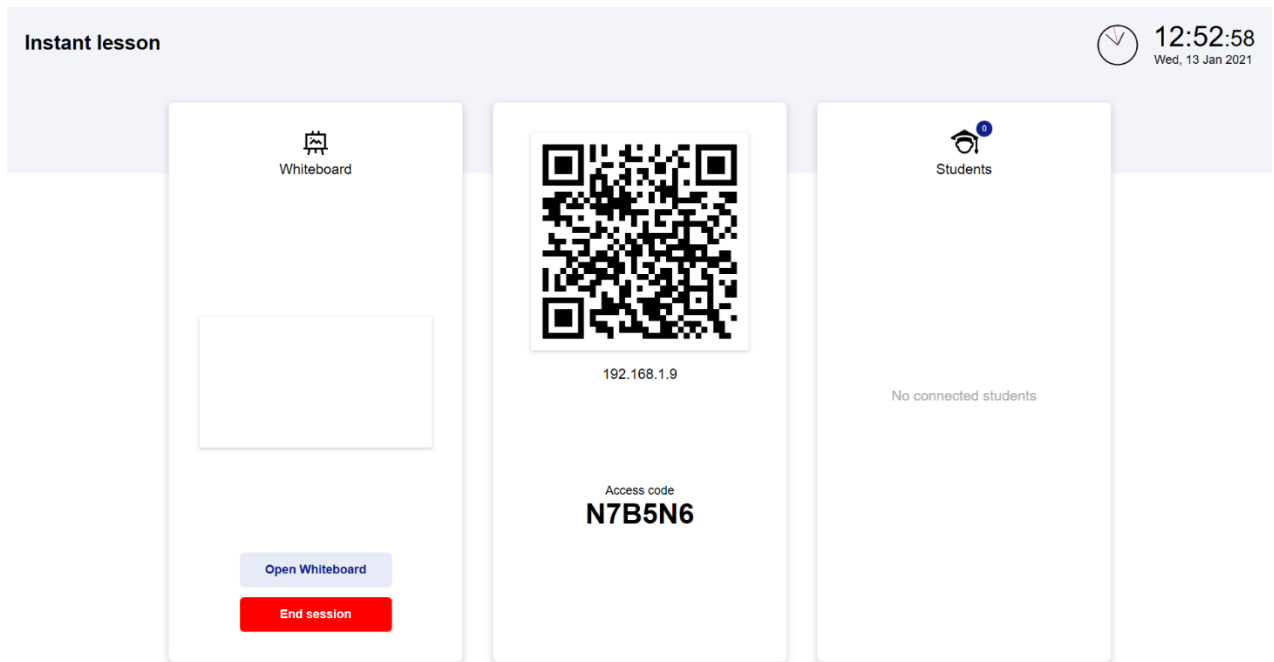 Instant lesson
12:52:58
Wed, 13 Jan 2021
Whiteboard
Open Whiteboard
End session
192.168.1.9
Access code
N7B5N6
0
Students
No connected students